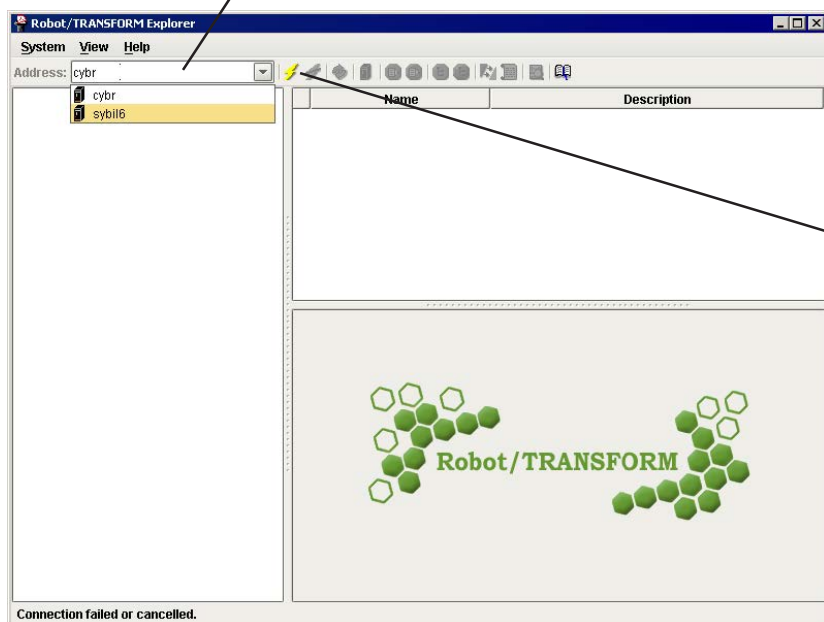 Robot/TRANSFORM Explorer
System View Help
Address: cybr
cybr
sybil6
Name Description
Robot/TRANSFORM
Connection failed or cancelled.